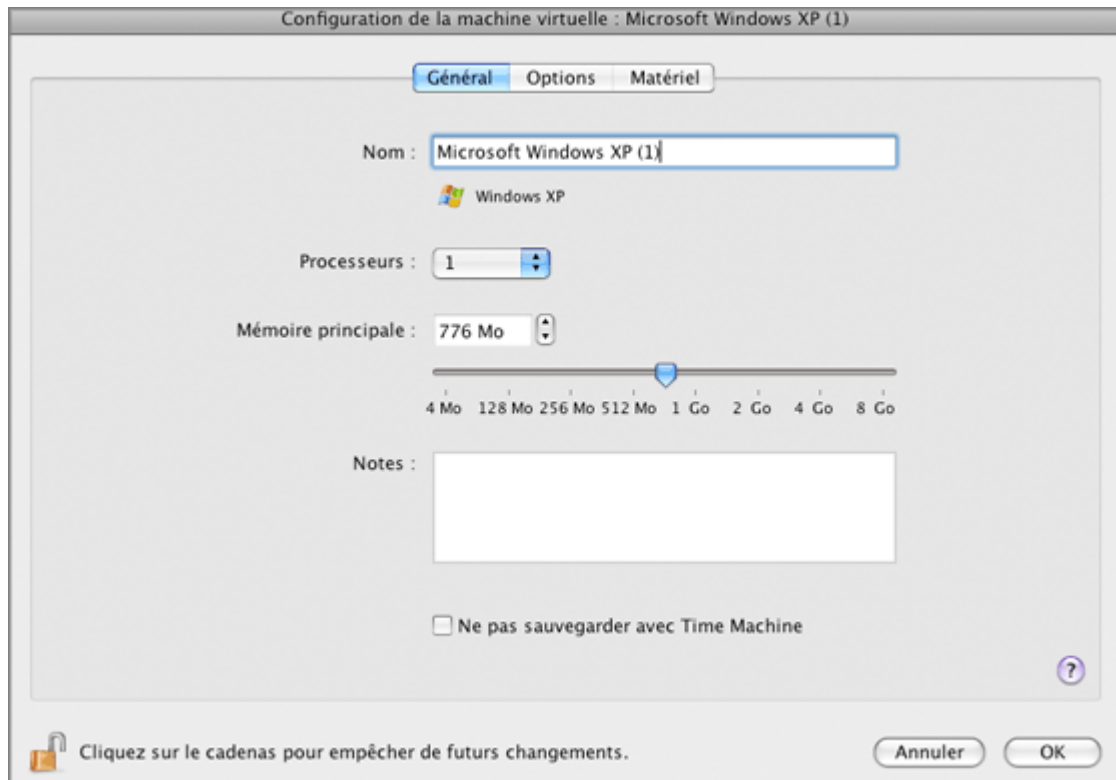 Configuration de la machine virtuelle : Microsoft Windows XP (1)
Général Options Matériel
Nom : Microsoft Windows XP (1)
Windows XP
Processeurs : 1
Mémoire principale : 776 Mo
4 Mo 128 Mo 256 Mo 512 Mo 1 Go 2 Go 4 Go 8 Go
Notes :
Ne pas sauvegarder avec Time Machine
?
Cliquez sur le cadenas pour empêcher de futurs changements. Annuler OK